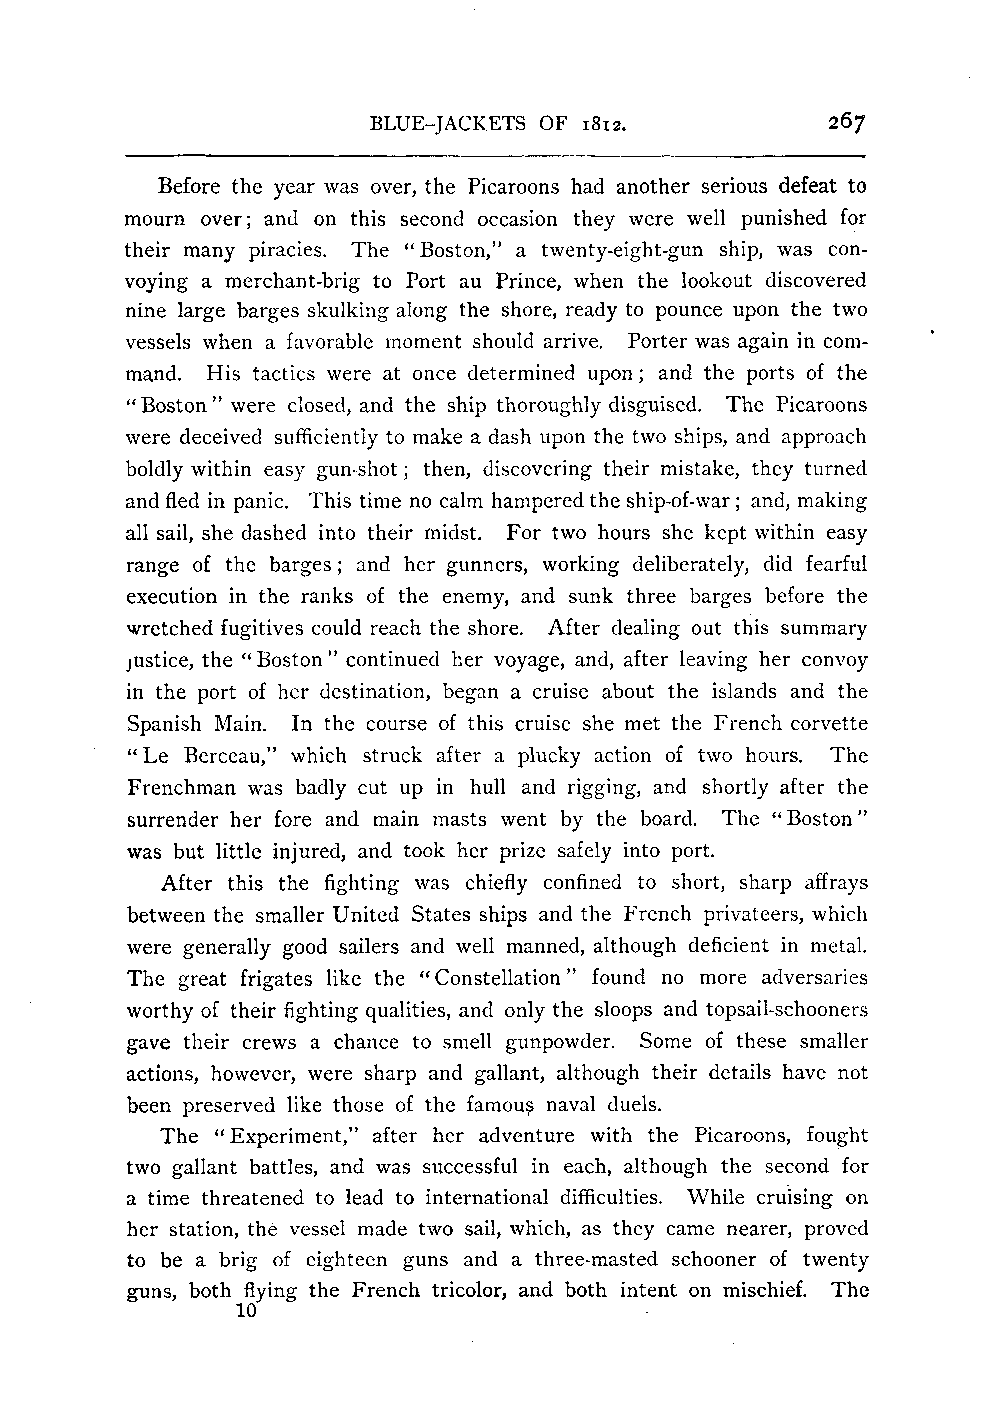 BLUE-JACKETS OF 1812. 267
Before the year was over, the Picaroons had another serious defeat to
mourn over; and on this second occasion they were well punished for
their many piracies. The “Boston,” a twenty-eight-gun ship, was con-
voying a merchant-brig to Port au Prince, when the lookout discovered
nine large barges skulking along the shore, ready to pounce upon the two
vessels when a favorable moment should arrive. Porter was again in com-
mand. His tactics were at once determined upon; and the ports of the
“Boston” were closed, and the ship thoroughly disguised. The Picaroons
were deceived sufficiently to make a dash upon the two ships, and approach
boldly within easy gun-shot; then, discovering their mistake, they turned
and fled in panic. This time no calm hampered the ship-of-war; and, making
all sail, she dashed into their midst. For two hours she kept within easy
range of the barges; and her gunners, working deliberately, did fearful
execution in the ranks of the enemy, and sunk three barges before the
wretched fugitives could reach the shore. After dealing out this summary
justice, the “Boston” continued her voyage, and, after leaving her convoy
in the port of her destination, began a cruise about the islands and the
Spanish Main. In the course of this cruise she met the French corvette
“Le Berceau,” which struck after a plucky action of two hours. The
Frenchman was badly cut up in hull and rigging, and shortly after the
surrender her fore and main masts went by the board. The “Boston”
was but little injured, and took her prize safely into port.
After this the fighting was chiefly confined to short, sharp affrays
between the smaller United States ships and the French privateers, which
were generally good sailers and well manned, although deficient in metal.
The great frigates like the “Constellation” found no more adversaries
worthy of their fighting qualities, and only the sloops and topsail-schooners
gave their crews a chance to smell gunpowder. Some of these smaller
actions, however, were sharp and gallant, although their details have not
been preserved like those of the famous naval duels.
The “Experiment,” after her adventure with the Picaroons, fought
two gallant battles, and was successful in each, although the second for
a time threatened to lead to international difficulties. While cruising on
her station, the vessel made two sail, which, as they came nearer, proved
to be a brig of eighteen guns and a three-masted schooner of twenty
guns, both flying the French tricolor, and both intent on mischief. The
10